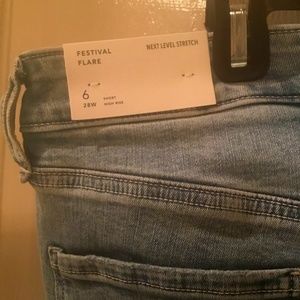 FESTIVAL
FLARE
NEXT LEVEL STRETCH
6
28W
SHORT
HIGH RISE